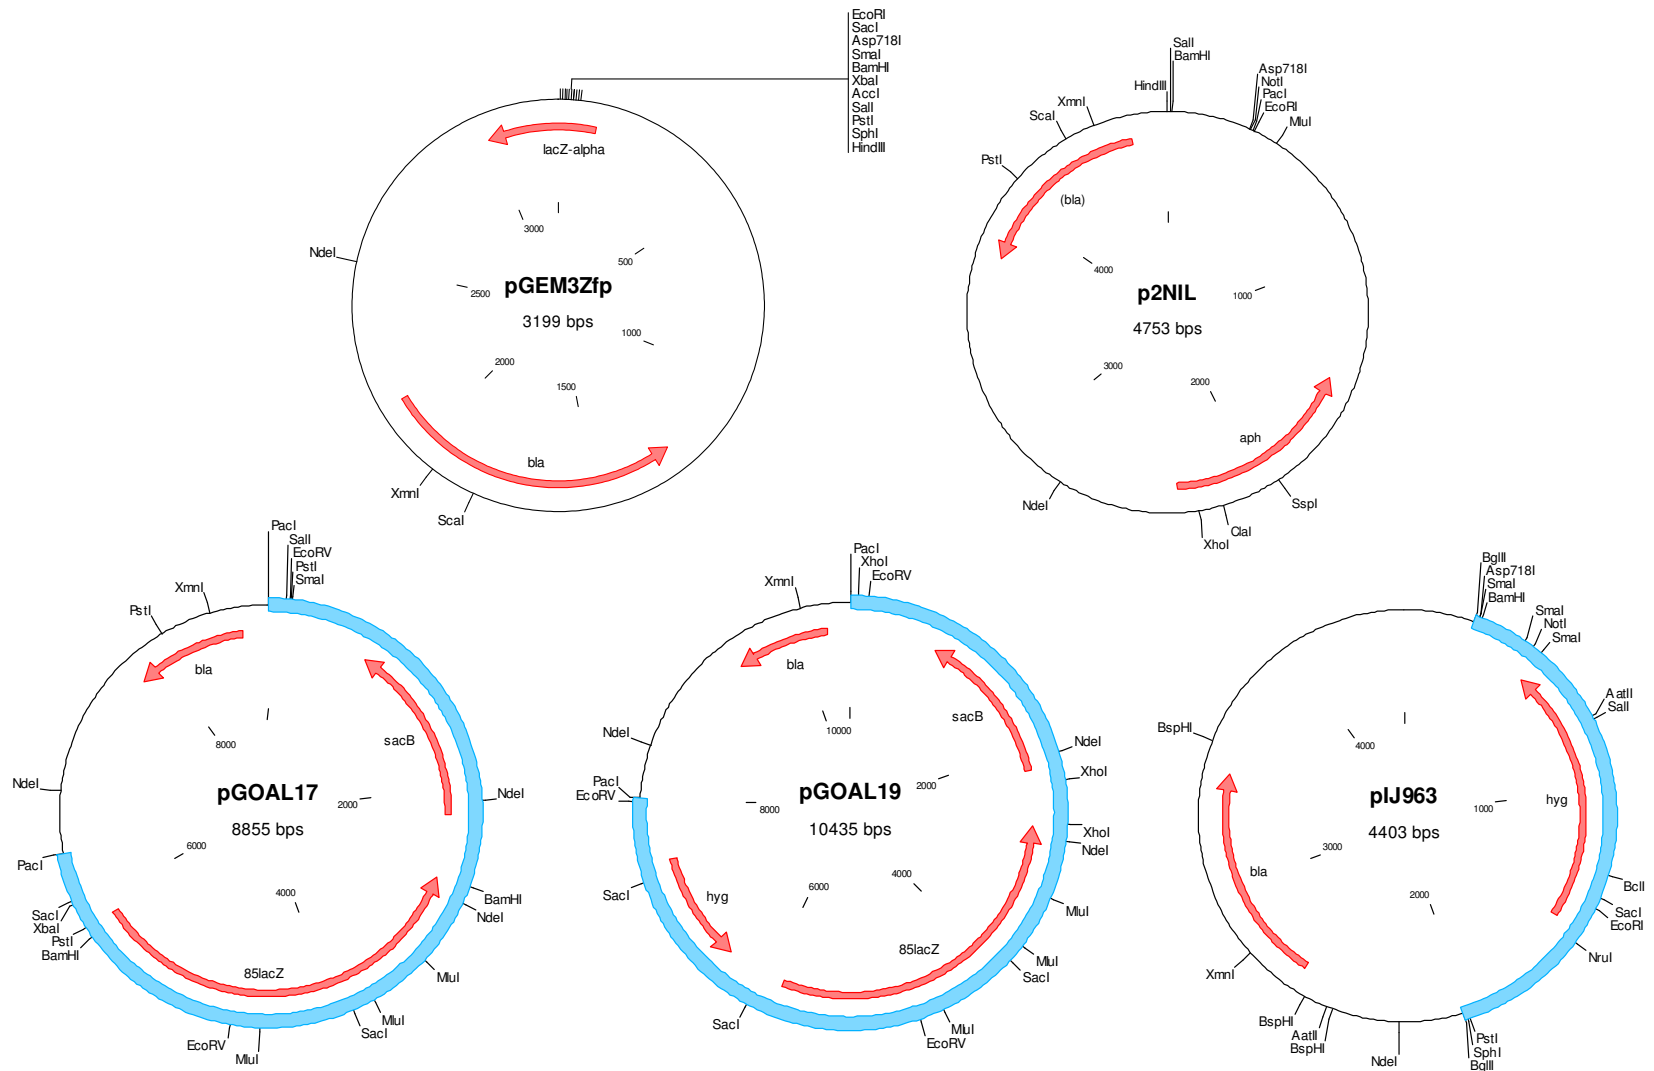 EcoRI
SacI
Asp718I
SmaI
BamHI
XbaI
AccI
SalI
PstI
SphI
HindIII
lacZ-alpha
3000
500
NdeI
2500
pGEM3Zfp
3199 bps
1000
2000
1500
bla
XmnI
ScaI
SalI
BamHI
HindIII
Asp718I
NotI
PacI
EcoRI
MluI
XmnI
ScaI
PstI
(bla)
4000
1000
p2NIL
4753 bps
3000
2000
aph
NdeI
SspI
ClaI
XhoI
PacI
SalI
EcoRV
PstI
SmaI
XmnI
PstI
bla
sacB
8000
NdeI
pGOAL17
8855 bps
2000
NdeI
6000
PacI
4000
BamHI
NdeI
SacI
XbaI
PstI
BamHI
85lacZ
MluI
MluI
SacI
EcoRV
MluI
PacI
XhoI
EcoRV
XmnI
bla
sacB
NdeI
10000
NdeI
PacI
EcoRV
pGOAL19
10435 bps
2000
XhoI
8000
XhoI
NdeI
SacI
6000
4000
hyg
MluI
85lacZ
MluI
SacI
SacI
MluI
EcoRV
BglII
Asp718I
SmaI
BamHI
SmaI
NotI
SmaI
AatII
SalI
BspHI
4000
pIJ963
4403 bps
1000
hyg
3000
bla
2000
BclI
SacI
EcoRI
NruI
XmnI
BspHI
AatII
BspHI
NdeI
PstI
SphI
BglII